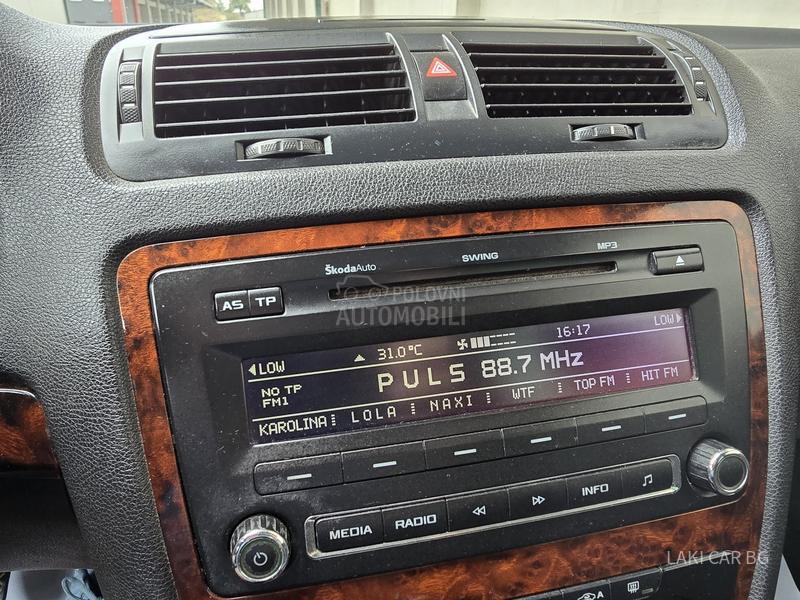 ŠkodaAuto
SWING
MP3
AS TP
POLOVNI
AUTOMOBILI
LOW 31.0°C 16:17 LOW
NO TP
FM1
PULS 88.7 MHz
KAROLINA LOLA NAXI WTF TOP FM HIT FM
MEDIA RADIO INFO
A
LAKI CAR BG